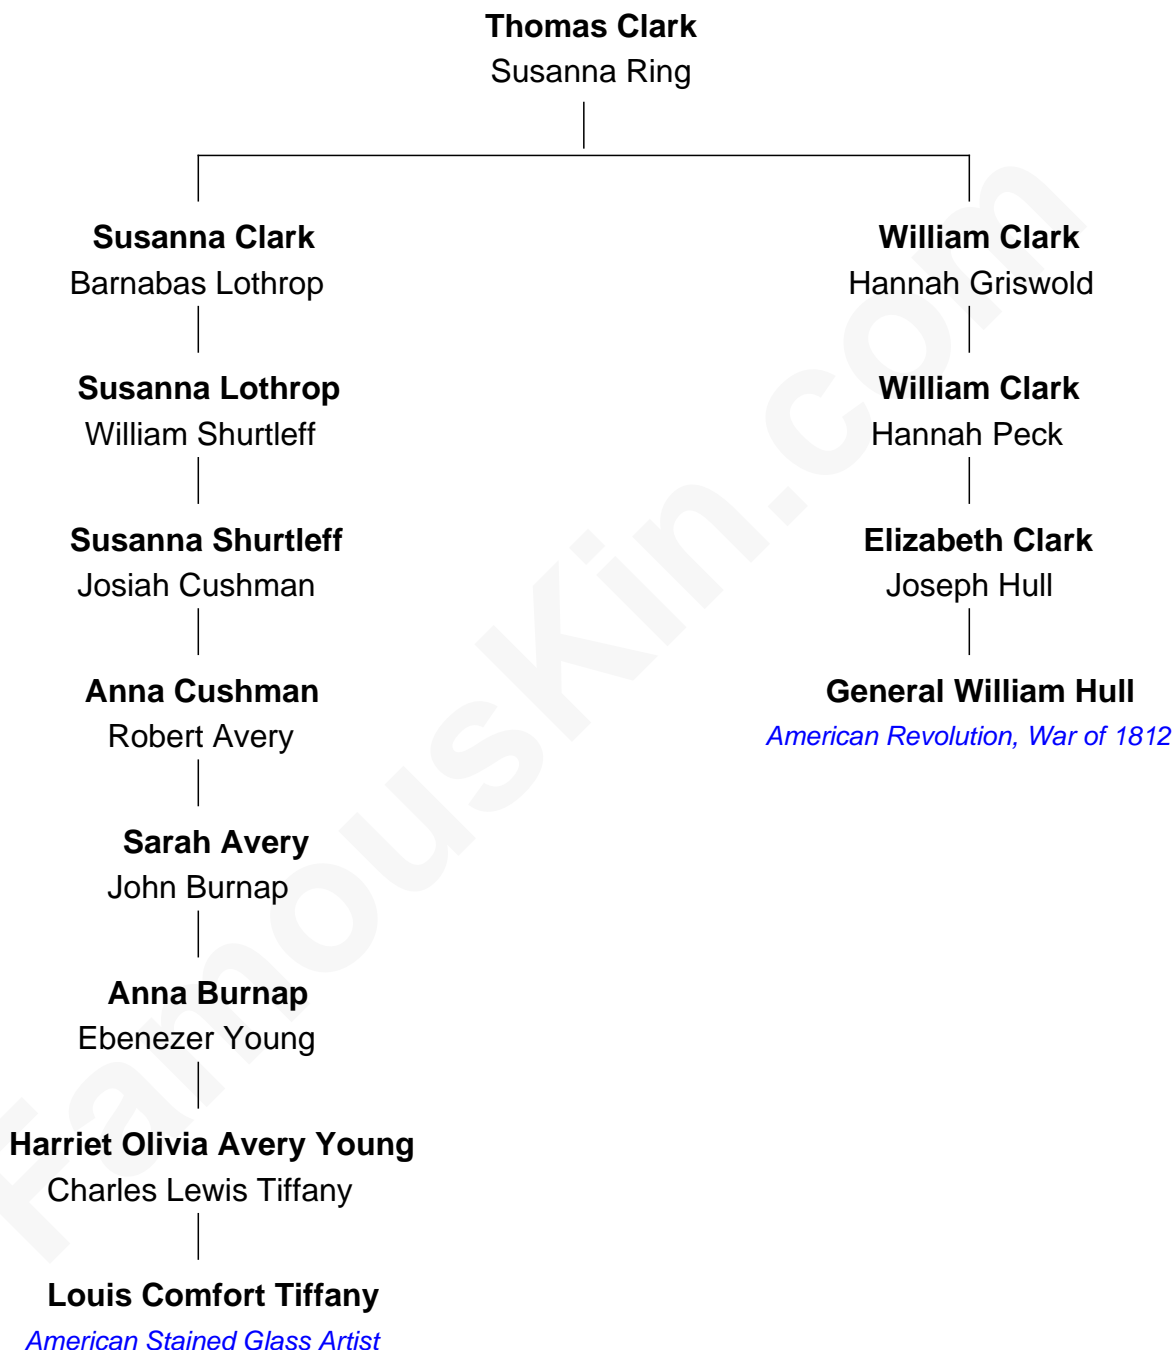 Thomas Clark
Susanna Ring
Susanna Clark
Barnabas Lothrop
William Clark
Hannah Griswold
Susanna Lothrop
William Shurtleff
William Clark
Hannah Peck
Susanna Shurtleff
Josiah Cushman
Elizabeth Clark
Joseph Hull
Anna Cushman
Robert Avery
General William Hull
American Revolution, War of 1812
Sarah Avery
John Burnap
Anna Burnap
Ebenezer Young
Harriet Olivia Avery Young
Charles Lewis Tiffany
Louis Comfort Tiffany
American Stained Glass Artist
FamousKin.com